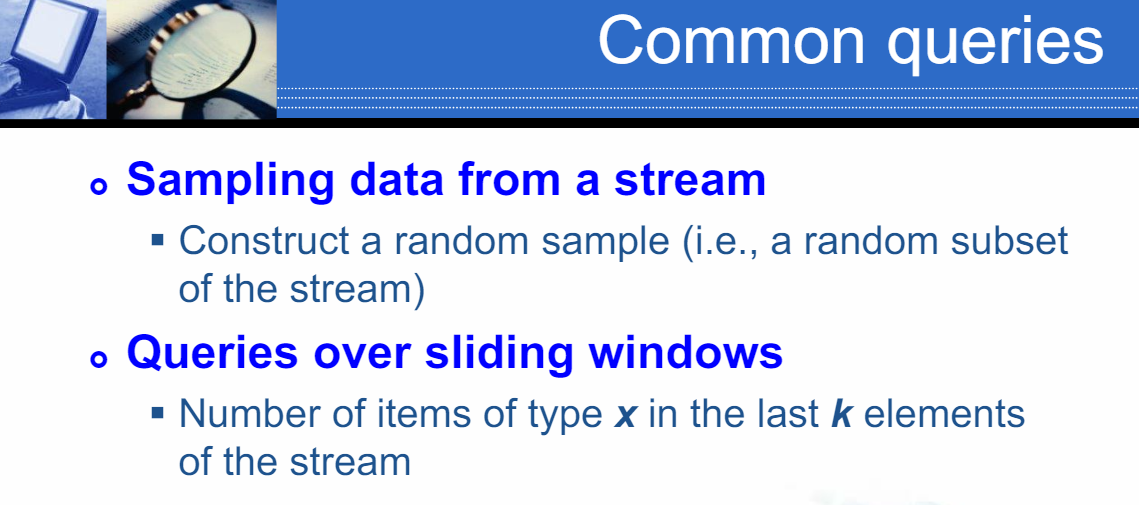 Common queries
Sampling data from a stream
Construct a random sample (i.e., a random subset
of the stream)
Queries over sliding windows
Number of items of type x in the last k elements
of the stream